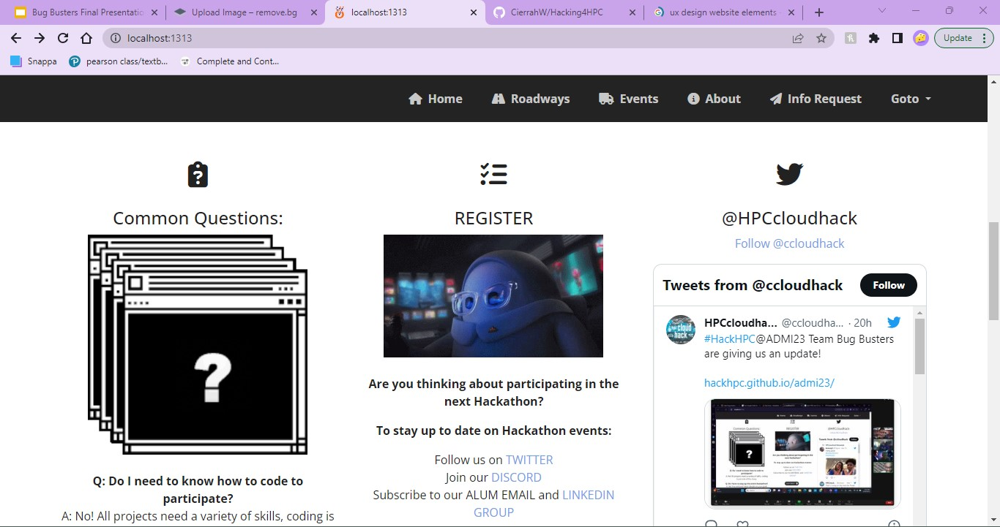 Bug Busters Final Presentatio
Upload Image – remove.bg
localhost:1313
CierrahW/Hacking4HPC
ux design website elements
localhost:1313
Update
Snappa
pearson class/textb...
Complete and Cont...
Home
Roadways
Events
About
Info Request
Goto
Common Questions:
?
Q: Do I need to know how to code to
participate?
A: No! All projects need a variety of skills, coding is
REGISTER
Are you thinking about participating in the
next Hackathon?
To stay up to date on Hackathon events:
Follow us on TWITTER
Join our DISCORD
Subscribe to our ALUM EMAIL and LINKEDIN
GROUP
@HPCcloudhack
Follow @ccloudhack
Tweets from @ccloudhack
Follow
HPCcloudha... @ccloudha... · 20h
#HackHPC@ADMI23 Team Bug Busters
are giving us an update!
hackhpc.github.io/admi23/
Common Questions:
REGISTER
@HPCcloudhack